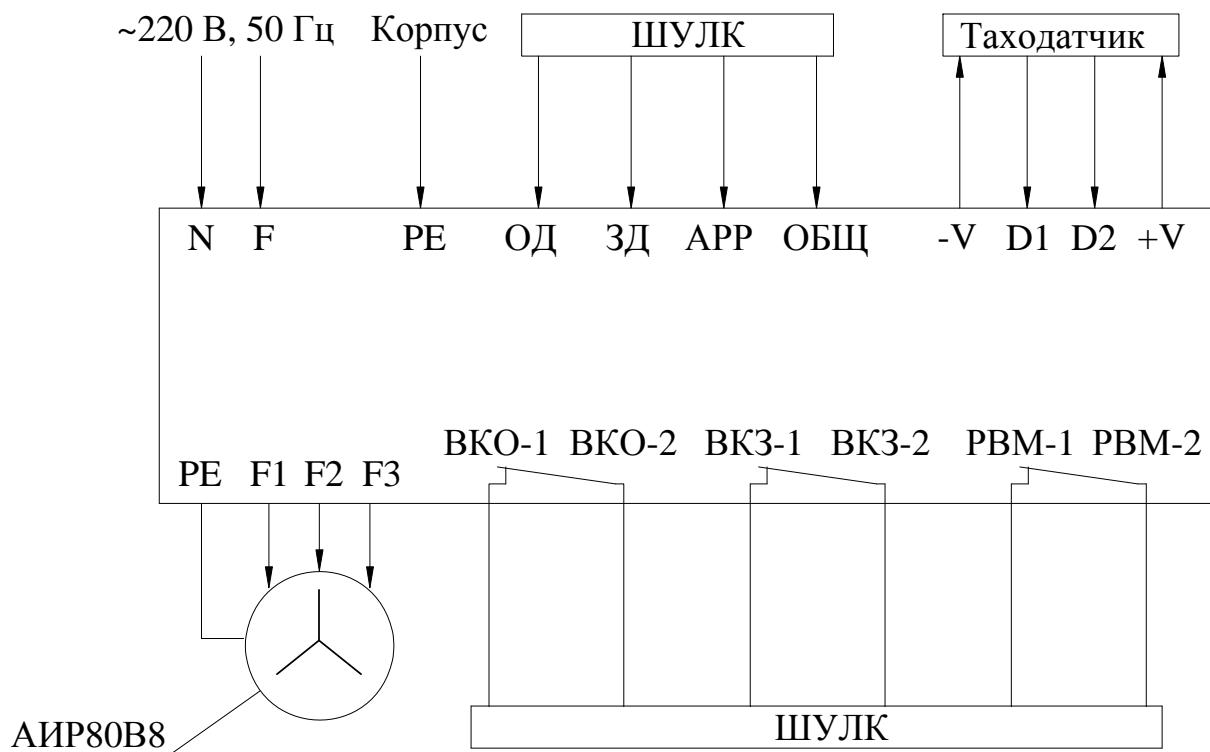 ~220 В, 50 Гц Корпус ШУЛК Таходатчик
N F PE ОД ЗД АРР ОБЩ -V D1 D2 +V
ВКО-1 ВКО-2 ВКЗ-1 ВКЗ-2 РВМ-1 РВМ-2
PE F1 F2 F3
АИР80В8
ШУЛК